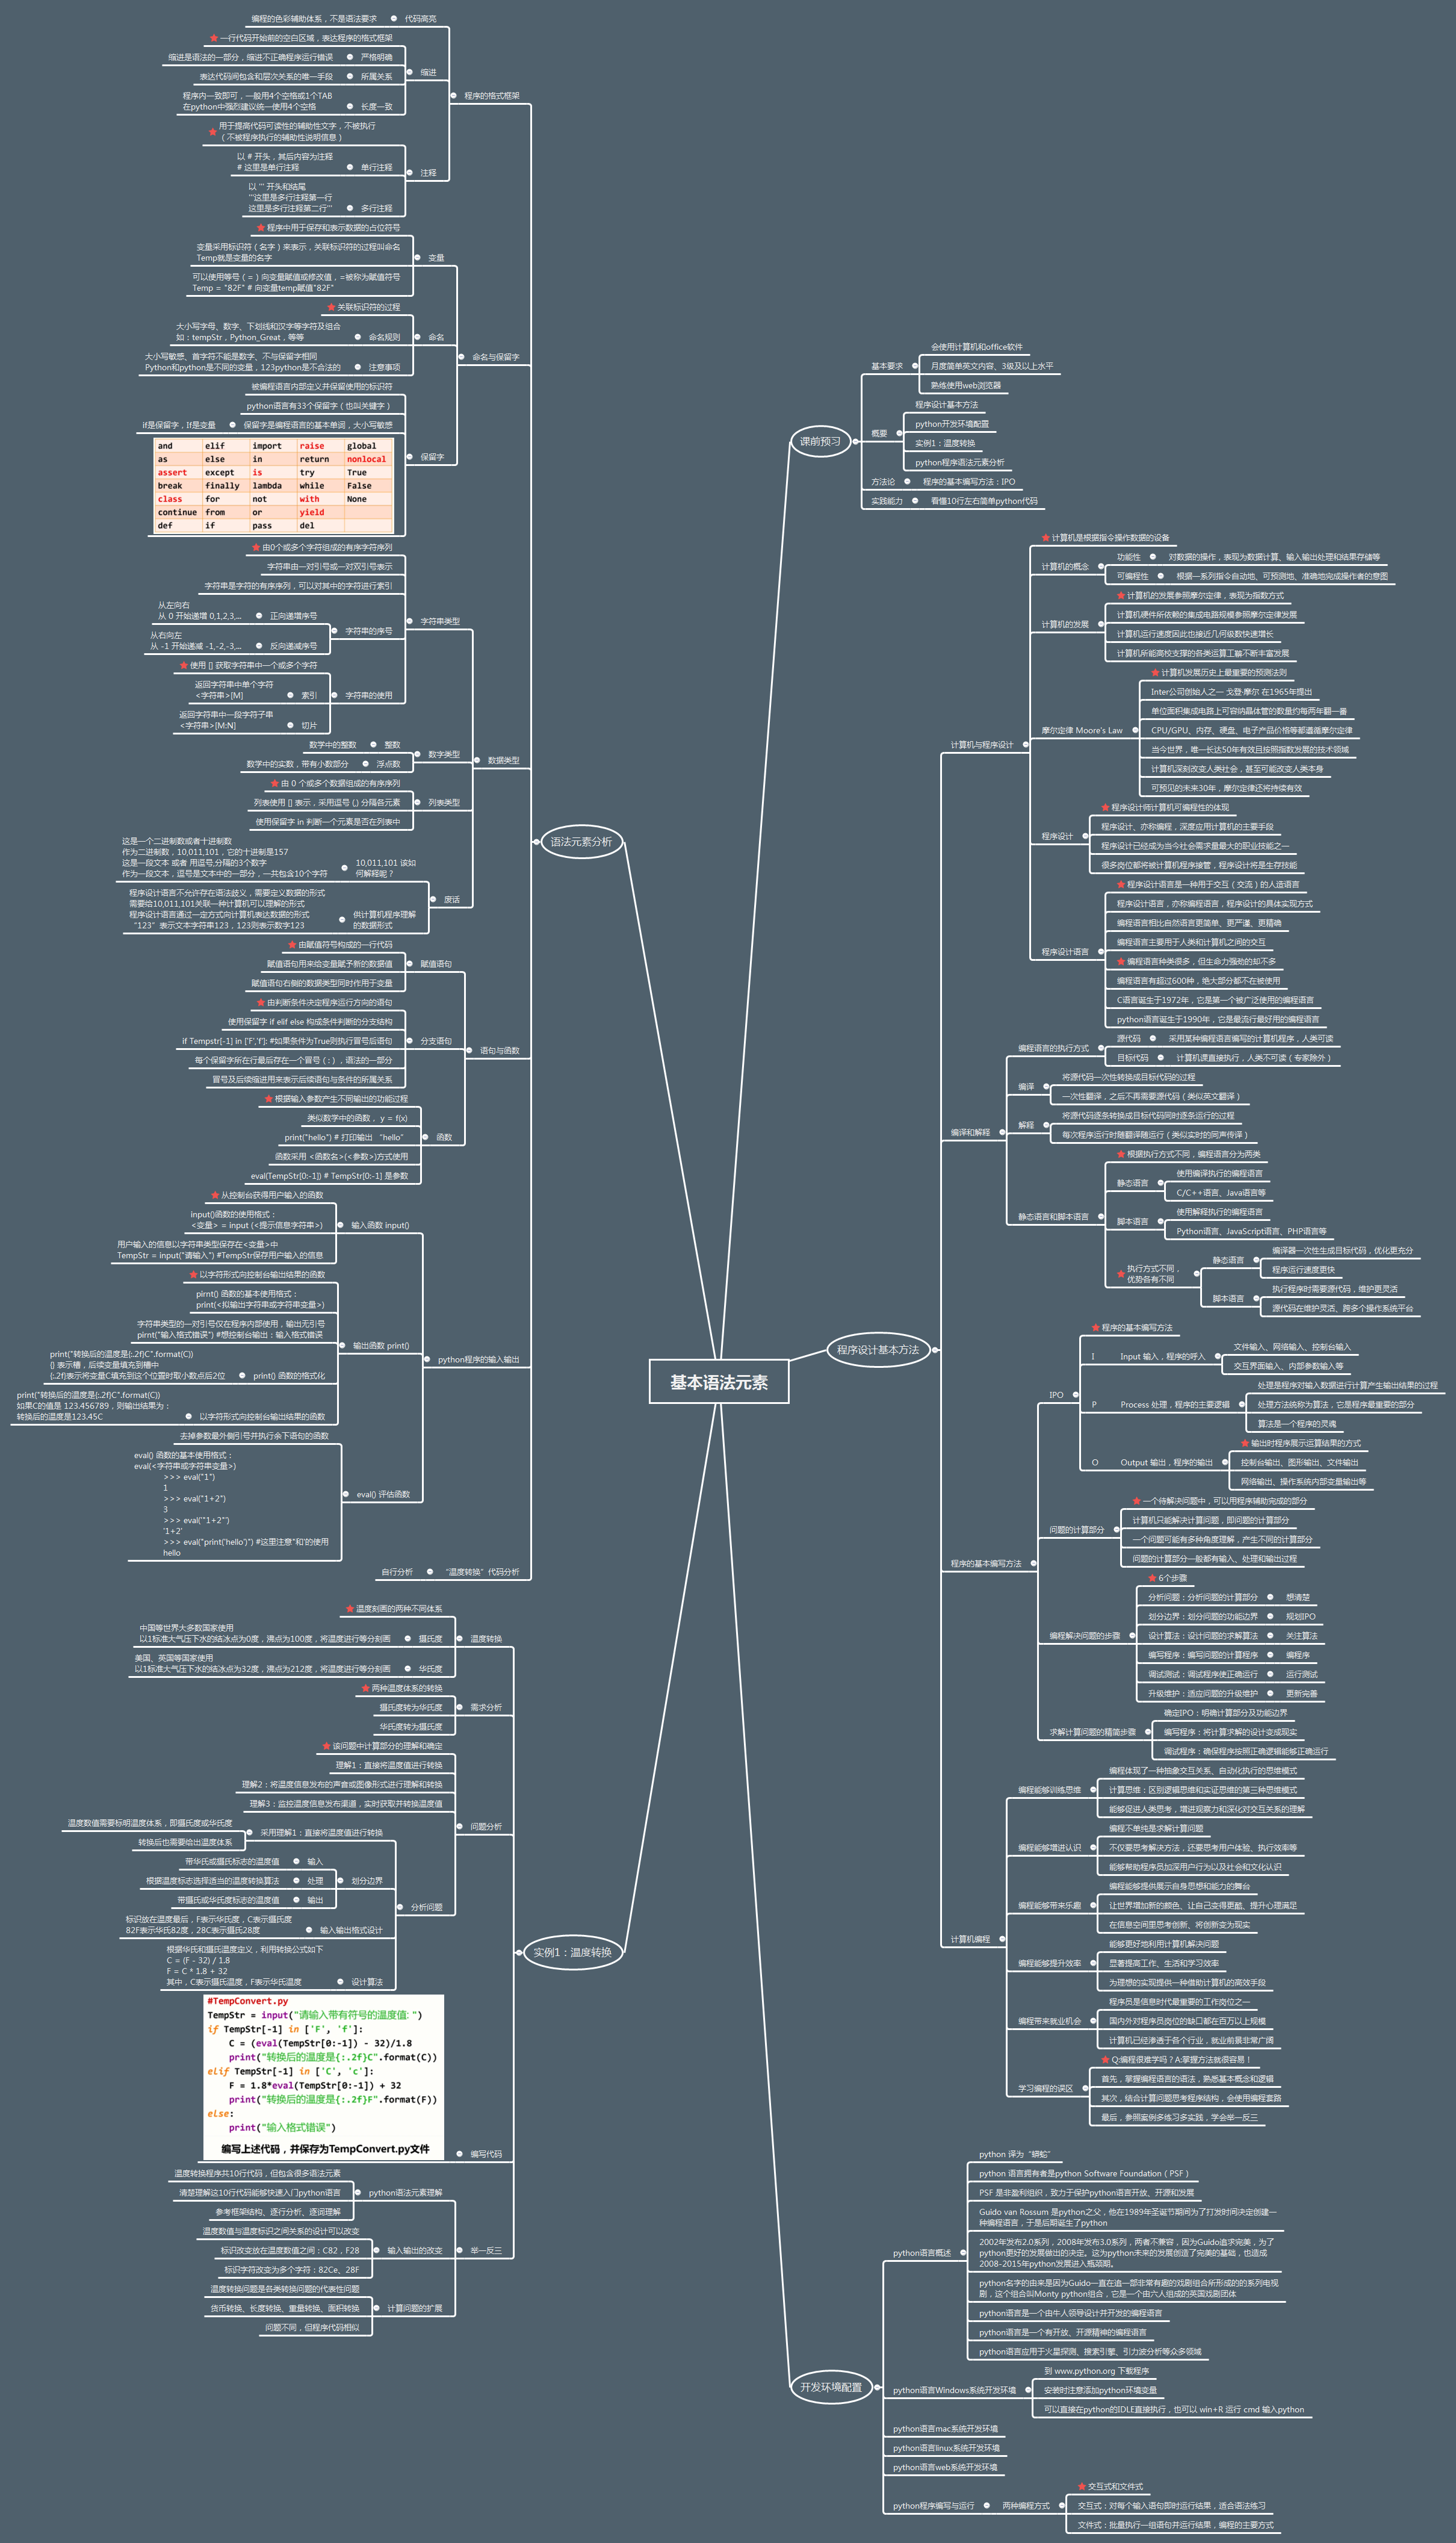 基本语法元素
课前预习
基本要求
会使用计算机和office软件
月度简单英文内容、3级及以上水平
熟练使用web浏览器
概要
程序设计基本方法
python开发环境配置
实例1：温度转换
python程序语法元素分析
方法论
程序的基本编写方法：IPO
实践能力
看懂10行左右简单python代码
程序设计基本方法
计算机与程序设计
计算机的概念
计算机是根据指令操作数据的设备
功能性
对数据的操作，表现为数据计算、输入输出处理和结果存储等
可编程性
根据一系列指令自动地、可预测地、准确地完成操作者的意图
计算机的发展
计算机的发展参照摩尔定律，表现为指数方式
计算机硬件所依赖的集成电路规模参照摩尔定律发展
计算机运行速度因此也接近几何级数快速增长
计算机所能高校支撑的各类运算工鞴不断丰富发展
摩尔定律 Moore's Law
计算机发展历史上最重要的预测法则
Inter公司创始人之一 戈登·摩尔 在1965年提出
单位面积集成电路上可容纳晶体管的数量约每两年翻一番
CPU/GPU、内存、硬盘、电子产品价格等都遵循摩尔定律
当今世界，唯一长达50年有效且按照指数发展的技术领域
计算机深刻改变人类社会，甚至可能改变人类本身
可预见的未来30年，摩尔定律还将持续有效
程序设计
程序设计师计算机可编程性的体现
程序设计、亦称编程，深度应用计算机的主要手段
程序设计已经成为当今社会需求量最大的职业技能之一
很多岗位都将被计算机程序接管，程序设计将是生存技能
程序设计语言
程序设计语言是一种用于交互（交流）的人造语言
程序设计语言，亦称编程语言，程序设计的具体实现方式
编程语言相比自然语言更简单、更严谨、更精确
编程语言主要用于人类和计算机之间的交互
编程语言种类很多，但生命力强劲的却不多
编程语言有超过600种，绝大部分都不在被使用
C语言诞生于1972年，它是第一个被广泛使用的编程语言
python语言诞生于1990年，它是最流行最好用的编程语言
编译和解释
编程语言的执行方式
源代码
采用某种编程语言编写的计算机程序，人类可读
目标代码
计算机课直接执行，人类不可读（专家除外）
编译
将源代码一次性转换成目标代码的过程
一次性翻译，之后不再需要源代码（类似英文翻译）
解释
将源代码逐条转换成目标代码同时逐条运行的过程
每次程序运行时随翻译随运行（类似实时的同声传译）
静态语言和脚本语言
根据执行方式不同，编程语言分为两类
静态语言
使用编译执行的编程语言
C/C++语言、Java语言等
脚本语言
使用解释执行的编程语言
Python语言、JavaScript语言、PHP语言等
执行方式不同，
优势各有不同
静态语言
编译器一次性生成目标代码，优化更充分
程序运行速度更快
脚本语言
执行程序时需要源代码，维护更灵活
源代码在维护灵活、跨多个操作系统平台
程序的基本编写方法
IPO
程序的基本编写方法
I
Input 输入，程序的呼入
文件输入、网络输入、控制台输入
交互界面输入、内部参数输入等
P
Process 处理，程序的主要逻辑
处理是程序对输入数据进行计算产生输出结果的过程
处理方法统称为算法，它是程序最重要的部分
算法是一个程序的灵魂
O
Output 输出，程序的输出
输出时程序展示运算结果的方式
控制台输出、图形输出、文件输出
网络输出、操作系统内部变量输出等
问题的计算部分
一个待解决问题中，可以用程序辅助完成的部分
计算机只能解决计算问题，即问题的计算部分
一个问题可能有多种角度理解，产生不同的计算部分
问题的计算部分一般都有输入、处理和输出过程
编程解决问题的步骤
6个步骤
分析问题：分析问题的计算部分
想清楚
划分边界：划分问题的功能边界
规划IPO
设计算法：设计问题的求解算法
关注算法
编写程序：编写问题的计算程序
编程序
调试测试：调试程序使正确运行
运行测试
升级维护：适应问题的升级维护
更新完善
求解计算问题的精简步骤
确定IPO：明确计算部分及功能边界
编写程序：将计算求解的设计变成现实
调试程序：确保程序按照正确逻辑能够正确运行
计算机编程
编程能够训练思维
编程体现了一种抽象交互关系、自动化执行的思维模式
计算思维：区别逻辑思维和实证思维的第三种思维模式
能够促进人类思考，增进观察力和深化对交互关系的理解
编程能够增进认识
编程不单纯是求解计算问题
不仅要思考解决方法，还要思考用户体验、执行效率等
能够帮助程序员加深用户行为以及社会和文化认识
编程能够带来乐趣
编程能够提供展示自身思想和能力的舞台
让世界增加新的颜色、让自己变得更酷、提升心理满足
在信息空间里思考创新、将创新变为现实
编程能够提升效率
能够更好地利用计算机解决问题
显著提高工作、生活和学习效率
为理想的实现提供一种借助计算机的高效手段
编程带来就业机会
程序员是信息时代最重要的工作岗位之一
国内外对程序员岗位的缺口都在百万以上规模
计算机已经渗透于各个行业，就业前景非常广阔
学习编程的误区
Q:编程很难学吗？A:掌握方法就很容易！
首先，掌握编程语言的语法，熟悉基本概念和逻辑
其次，结合计算问题思考程序结构，会使用编程套路
最后，参照案例多练习多实践，学会举一反三
开发环境配置
python语言概述
python 译为“蟒蛇”
python 语言拥有者是python Software Foundation（PSF）
PSF 是非盈利组织，致力于保护python语言开放、开源和发展
Guido van Rossum 是python之父，他在1989年圣诞节期间为了打发时间决定创建一
种编程语言，于是后期诞生了python
2002年发布2.0系列，2008年发布3.0系列，两者不兼容，因为Guido追求完美，为了
python更好的发展做出的决定。这为python未来的发展创造了完美的基础，也造成
2008-2015年python发展进入瓶颈期。
python名字的由来是因为Guido一直在追一部非常有趣的戏剧组合所形成的的系列电视
剧，这个组合叫Monty python组合，它是一个由六人组成的英国戏剧团体
python语言是一个由牛人领导设计并开发的编程语言
python语言是一个有开放、开源精神的编程语言
python语言应用于火星探测、搜索引擎、引力波分析等众多领域
python语言Windows系统开发环境
到 www.python.org 下载程序
安装时注意添加python环境变量
可以直接在python的IDLE直接执行，也可以 win+R 运行 cmd 输入python
python语言mac系统开发环境
python语言linux系统开发环境
python语言web系统开发环境
python程序编写与运行
两种编程方式
交互式和文件式
交互式：对每个输入语句即时运行结果，适合语法练习
文件式：批量执行一组语句并运行结果，编程的主要方式
语法元素分析
程序的格式框架
代码高亮
编程的色彩辅助体系，不是语法要求
缩进
一行代码开始前的空白区域，表达程序的格式框架
严格明确
缩进是语法的一部分，缩进不正确程序运行错误
所属关系
表达代码间包含和层次关系的唯一手段
长度一致
程序内一致即可，一般用4个空格或1个TAB
在python中强烈建议统一使用4个空格
注释
用于提高代码可读性的辅助性文字，不被执行
（不被程序执行的辅助性说明信息）
单行注释
以 # 开头，其后内容为注释
# 这里是单行注释
多行注释
以 ''' 开头和结尾
'''这里是多行注释第一行
这里是多行注释第二行'''
命名与保留字
变量
程序中用于保存和表示数据的占位符号
变量采用标识符（名字）来表示，关联标识符的过程叫命名
Temp就是变量的名字
可以使用等号（=）向变量赋值或修改值，=被称为赋值符号
Temp = "82F" # 向变量temp赋值"82F"
命名
关联标识符的过程
命名规则
大小写字母、数字、下划线和汉字等字符及组合
如：tempStr，Python_Great，等等
注意事项
大小写敏感、首字符不能是数字、不与保留字相同
Python和python是不同的变量，123python是不合法的
保留字
被编程语言内部定义并保留使用的标识符
python语言有33个保留字（也叫关键字）
保留字是编程语言的基本单词，大小写敏感
if是保留字，If是变量
and elif import raise global
as else in return nonlocal
assert except is try True
break finally lambda while False
class for not with None
continue from or yield
def if pass del
数据类型
字符串类型
由0个或多个字符组成的有序字符序列
字符串由一对引号或一对双引号表示
字符串是字符的有序序列，可以对其中的字符进行索引
字符串的序号
正向递增序号
从左向右
从 0 开始递增 0,1,2,3,...
反向递减序号
从右向左
从 -1 开始递减 -1,-2,-3,...
字符串的使用
使用 [] 获取字符串中一个或多个字符
索引
返回字符串中单个字符
<字符串>[M]
切片
返回字符串中一段字符子串
<字符串>[M:N]
数字类型
整数
数学中的整数
浮点数
数学中的实数，带有小数部分
列表类型
由 0 个或多个数据组成的有序序列
列表使用 [] 表示，采用逗号 (,) 分隔各元素
使用保留字 in 判断一个元素是否在列表中
废话
10,011,101 该如
何解释呢？
这是一个二进制数或者十进制数
作为二进制数，10,011,101，它的十进制是157
这是一段文本 或者 用逗号,分隔的3个数字
作为一段文本，逗号是文本中的一部分，一共包含10个字符
供计算机程序理解
的数据形式
程序设计语言不允许存在语法歧义，需要定义数据的形式
需要给10,011,101关联一种计算机可以理解的形式
程序设计语言通过一定方式向计算机表达数据的形式
“123”表示文本字符串123，123则表示数字123
语句与函数
赋值语句
由赋值符号构成的一行代码
赋值语句用来给变量赋予新的数据值
赋值语句右侧的数据类型同时作用于变量
分支语句
由判断条件决定程序运行方向的语句
使用保留字 if elif else 构成条件判断的分支结构
if Tempstr[-1] in ['F','f']: #如果条件为True则执行冒号后语句
每个保留字所在行最后存在一个冒号（:），语法的一部分
冒号及后续缩进用来表示后续语句与条件的所属关系
函数
根据输入参数产生不同输出的功能过程
类似数学中的函数， y = f(x)
print("hello") # 打印输出 “hello”
函数采用 <函数名>(<参数>)方式使用
eval(TempStr[0:-1]) # TempStr[0:-1] 是参数
python程序的输入输出
输入函数 input()
从控制台获得用户输入的函数
input()函数的使用格式：
<变量> = input (<提示信息字符串>)
用户输入的信息以字符串类型保存在<变量>中
TempStr = input("请输入") #TempStr保存用户输入的信息
输出函数 print()
以字符形式向控制台输出结果的函数
pirnt() 函数的基本使用格式：
print(<拟输出字符串或字符串变量>)
字符串类型的一对引号仅在程序内部使用，输出无引号
pirnt("输入格式错误") #想控制台输出：输入格式错误
print() 函数的格式化
print("转换后的温度是{:.2f}C".format(C))
{} 表示槽，后续变量填充到槽中
{:.2f}表示将变量C填充到这个位置时取小数点后2位
以字符形式向控制台输出结果的函数
print("转换后的温度是{:.2f}C".format(C))
如果C的值是 123.456789，则输出结果为：
转换后的温度是123.45C
eval() 评估函数
去掉参数最外侧引号并执行余下语句的函数
eval() 函数的基本使用格式：
eval(<字符串或字符串变量>)
>>> eval("1")
1
>>> eval("1+2")
3
>>> eval('"1+2"')
'1+2'
>>> eval("print('hello')") #这里注意"和'的使用
hello
“温度转换”代码分析
自行分析
实例1：温度转换
温度转换
温度刻画的两种不同体系
摄氏度
中国等世界大多数国家使用
以1标准大气压下水的结冰点为0度，沸点为100度，将温度进行等分刻画
华氏度
美国、英国等国家使用
以1标准大气压下水的结冰点为32度，沸点为212度，将温度进行等分刻画
需求分析
两种温度体系的转换
摄氏度转为华氏度
华氏度转为摄氏度
问题分析
该问题中计算部分的理解和确定
理解1：直接将温度值进行转换
理解2：将温度信息发布的声音或图像形式进行理解和转换
理解3：监控温度信息发布渠道，实时获取并转换温度值
分析问题
采用理解1：直接将温度值进行转换
温度数值需要标明温度体系，即摄氏度或华氏度
转换后也需要给出温度体系
划分边界
输入
带华氏或摄氏标志的温度值
处理
根据温度标志选择适当的温度转换算法
输出
带摄氏或华氏度标志的温度值
输入输出格式设计
标识放在温度最后，F表示华氏度，C表示摄氏度
82F表示华氏82度，28C表示摄氏28度
设计算法
根据华氏和摄氏温度定义，利用转换公式如下
C = (F - 32) / 1.8
F = C * 1.8 + 32
其中，C表示摄氏温度，F表示华氏温度
编写代码
#TempConvert.py
TempStr = input("请输入带有符号的温度值: ")
if TempStr[-1] in ['F', 'f']:
C = (eval(TempStr[0:-1]) - 32)/1.8
print("转换后的温度是{:.2f}C".format(C))
elif TempStr[-1] in ['C', 'c']:
F = 1.8*eval(TempStr[0:-1]) + 32
print("转换后的温度是{:.2f}F".format(F))
else:
print("输入格式错误")
编写上述代码，并保存为TempConvert.py文件
举一反三
python语法元素理解
温度转换程序共10行代码，但包含很多语法元素
清楚理解这10行代码能够快速入门python语言
参考框架结构、逐行分析、逐词理解
输入输出的改变
温度数值与温度标识之间关系的设计可以改变
标识改变放在温度数值之间：C82，F28
标识字符改变为多个字符：82Ce、28F
计算问题的扩展
温度转换问题是各类转换问题的代表性问题
货币转换、长度转换、重量转换、面积转换
问题不同，但程序代码相似